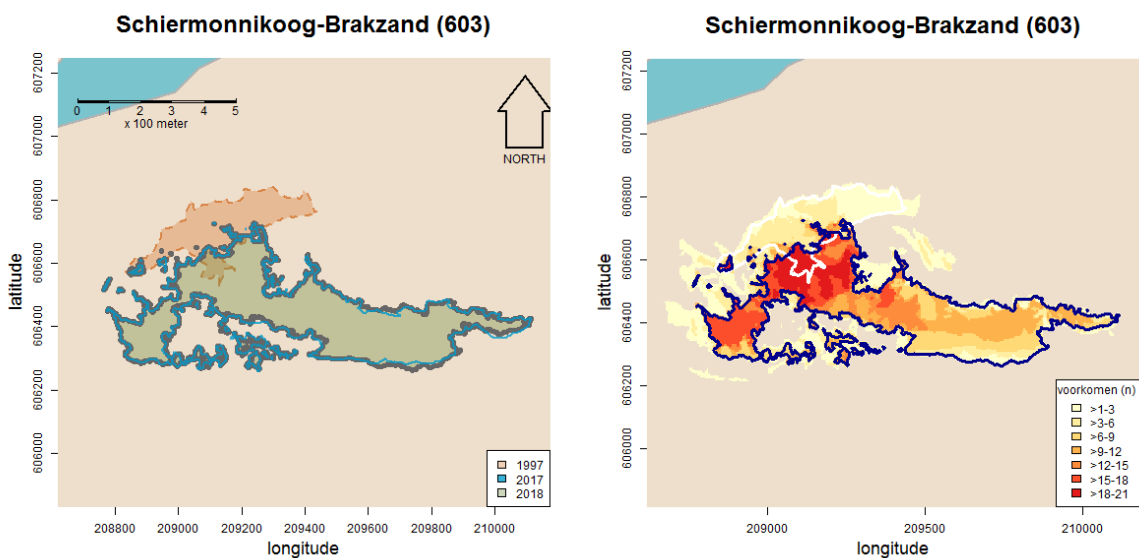 Schiermonnikoog-Brakzand (603)
607200
607000
606800
606600
606400
606200
606000
latitude
0 1 2 3 4 5
x 100 meter
NORTH
1997
2017
2018
208800 209000 209200 209400 209600 209800 210000
longitude
Schiermonnikoog-Brakzand (603)
607200
607000
606800
606600
606400
606200
606000
latitude
voorkomen (n)
>1-3
>3-6
>6-9
>9-12
>12-15
>15-18
>18-21
209000 209500 210000
longitude